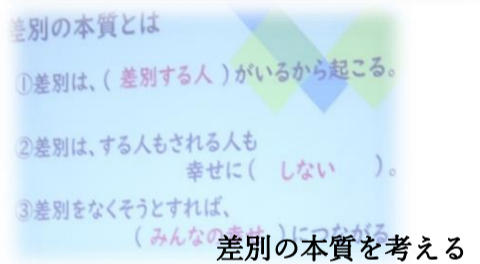 差別の本質とは
①差別は、( 差別する人 )がいるから起こる。
②差別は、する人もされる人も
幸せに( しない )。
③差別をなくそうとすれば、
( みんなの幸せ )につながる
差別の本質を考える